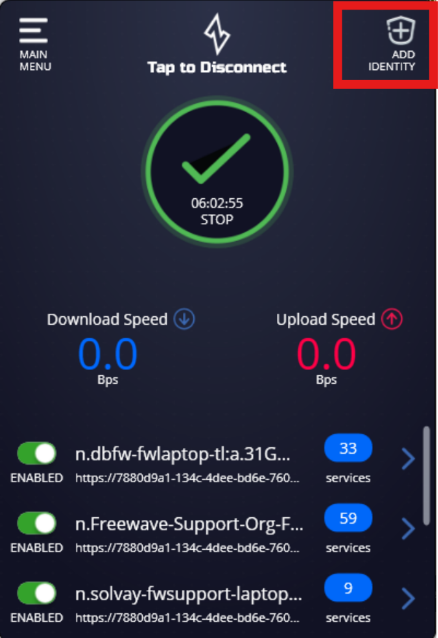 MAIN
MENU
Tap to Disconnect
ADD
IDENTITY
06:02:55
STOP
Download Speed
0.0
Bps
Upload Speed
0.0
Bps
ENABLED
n.dbfw-fwlaptop-tl:a.31G...
https://7880d9a1-134c-4dee-bd6e-760...
33
services
ENABLED
n.Freewave-Support-Org-F...
https://7880d9a1-134c-4dee-bd6e-760...
59
services
ENABLED
n.solvay-fwsupport-laptop...
https://7880d9a1-134c-4dee-bd6e-760...
9
services